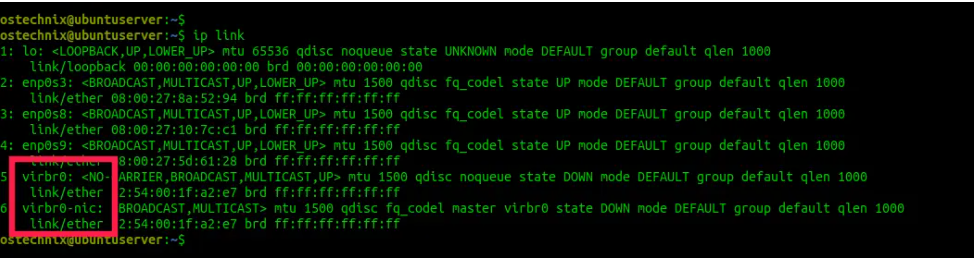 ostechnix@ubuntuserver:~$
ostechnix@ubuntuserver:~$ ip link
1: lo: <LOOPBACK,UP,LOWER_UP> mtu 65536 qdisc noqueue state UNKNOWN mode DEFAULT group default qlen 1000
link/loopback 00:00:00:00:00:00 brd 00:00:00:00:00:00
2: enp0s3: <BROADCAST,MULTICAST,UP,LOWER_UP> mtu 1500 qdisc fq_codel state UP mode DEFAULT group default qlen 1000
link/ether 08:00:27:8a:52:94 brd ff:ff:ff:ff:ff:ff
3: enp0s8: <BROADCAST,MULTICAST,UP,LOWER_UP> mtu 1500 qdisc fq_codel state UP mode DEFAULT group default qlen 1000
link/ether 08:00:27:10:7c:c1 brd ff:ff:ff:ff:ff:ff
4: enp0s9: <BROADCAST,MULTICAST,UP,LOWER_UP> mtu 1500 qdisc fq_codel state UP mode DEFAULT group default qlen 1000
link/ether 8:00:27:5d:61:28 brd ff:ff:ff:ff:ff:ff
5 virbr0: <NO- ARRIER,BROADCAST,MULTICAST,UP> mtu 1500 qdisc noqueue state DOWN mode DEFAULT group default qlen 1000
link/ether 2:54:00:1f:a2:e7 brd ff:ff:ff:ff:ff:ff
6 virbr0-nic: BROADCAST,MULTICAST> mtu 1500 qdisc fq_codel master virbr0 state DOWN mode DEFAULT group default qlen 1000
link/ether 2:54:00:1f:a2:e7 brd ff:ff:ff:ff:ff:ff
ostechnix@ubuntuserver:~$